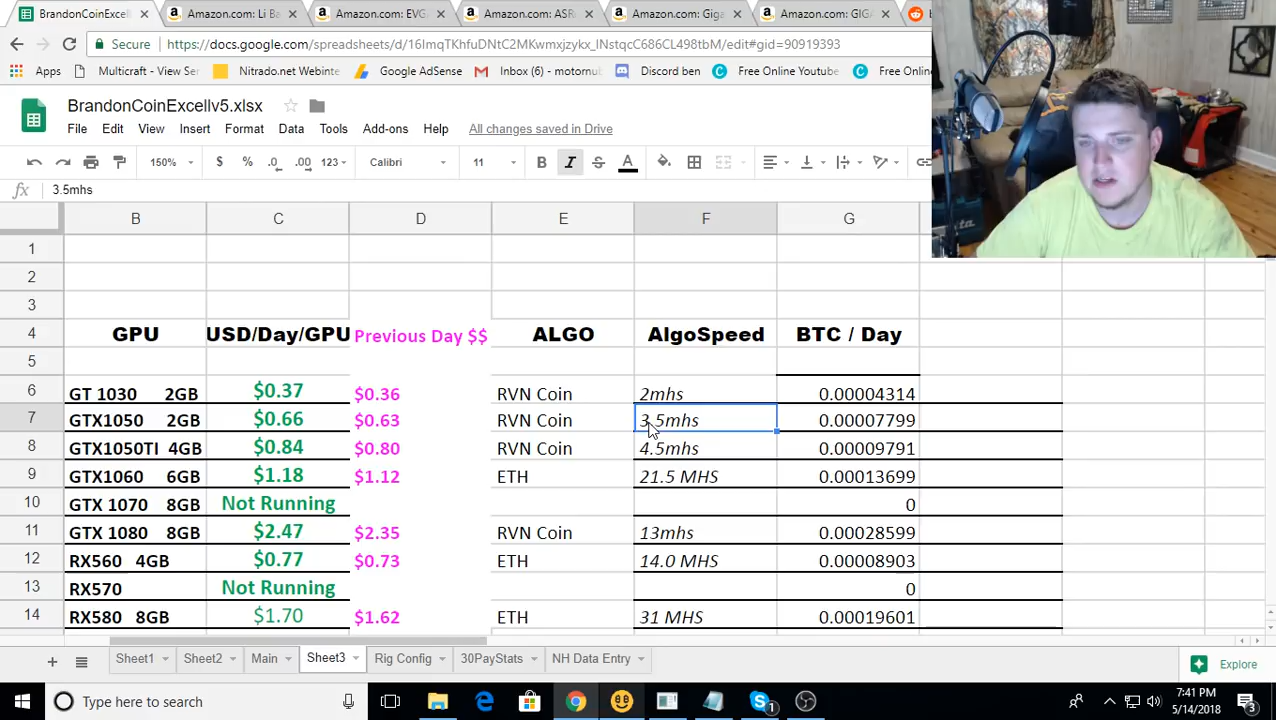 BrandonCoinExcel
Amazon.com: Li Ba
Amazon.com: EVG
Amazon.com: ASR
Amazon.com: Giga
Amazon.com: GIG
Secure
https://docs.google.com/spreadsheets/d/16ImqTKhfuDNtC2MKwmxjzykx_INstqcC686CL498tbM/edit#gid=90919393
Apps Multicraft - View Ser Nitrado.net Webinte Google AdSense Inbox (6) - motornub Discord ben Free Online Youtube Free Onlin
BrandonCoinExcellv5.xlsx
File Edit View Insert Format Data Tools Add-ons Help All changes saved in Drive
150% $ % .0 .00 123 Calibri 11 B I S A
fx 3.5mhs
B C D E F G
1
2
3
4 GPU USD/Day/GPU Previous Day $$ ALGO AlgoSpeed BTC / Day
5
6 GT 1030 2GB $0.37 $0.36 RVN Coin 2mhs 0.00004314
7 GTX1050 2GB $0.66 $0.63 RVN Coin 3.5mhs 0.00007799
8 GTX1050TI 4GB $0.84 $0.80 RVN Coin 4.5mhs 0.00009791
9 GTX1060 6GB $1.18 $1.12 ETH 21.5 MHS 0.00013699
10 GTX 1070 8GB Not Running 0
11 GTX 1080 8GB $2.47 $2.35 RVN Coin 13mhs 0.00028599
12 RX560 4GB $0.77 $0.73 ETH 14.0 MHS 0.00008903
13 RX570 Not Running 0
14 RX580 8GB $1.70 $1.62 ETH 31 MHS 0.00019601
Sheet1 Sheet2 Main Sheet3 Rig Config 30PayStats NH Data Entry Explore
Type here to search
7:41 PM
5/14/2018
1
3